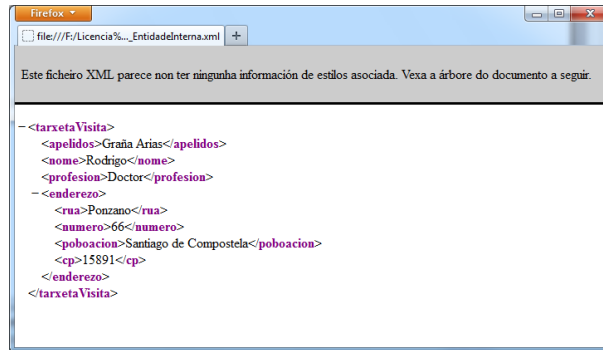 Firefox
file:///F:/Licencia%..._EntidadeInterna.xml +
Este ficheiro XML parece non ter ningunha información de estilos asociada. Vexa a árbore do documento a seguir.
−<tarxetaVisita>
<apelidos>Graña Arias</apelidos>
<nome>Rodrigo</nome>
<profesion>Doctor</profesion>
−<enderezo>
<rua>Ponzano</rua>
<numero>66</numero>
<poboacion>Santiago de Compostela</poboacion>
<cp>15891</cp>
</enderezo>
</tarxetaVisita>